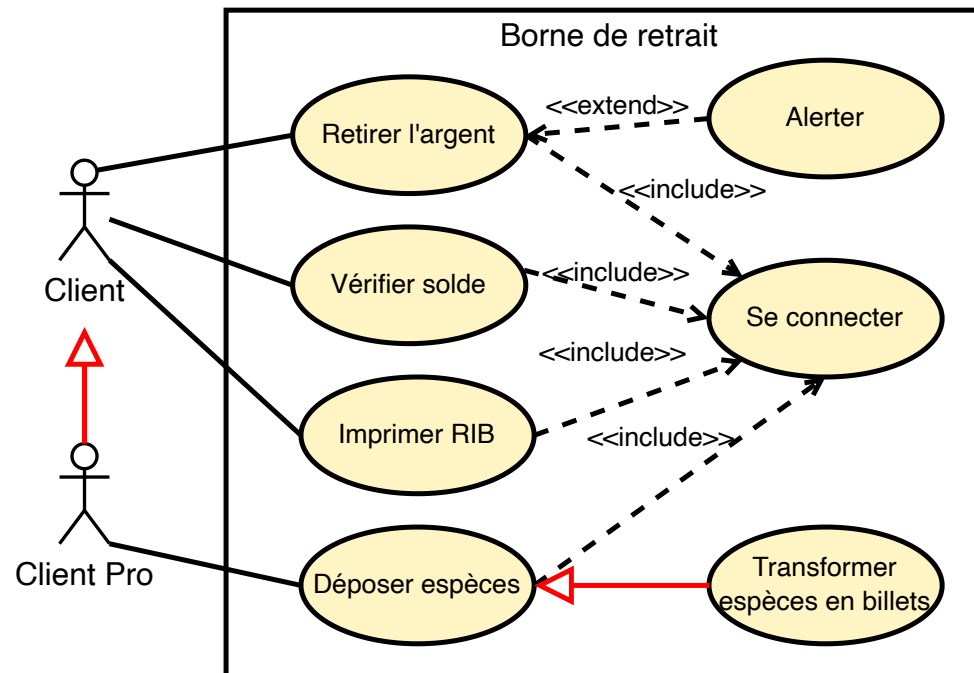 Borne de retrait
Retirer l'argent
<<extend>>
Alerter
<<include>>
Client
Vérifier solde
<<include>>
Se connecter
<<include>>
Imprimer RIB
<<include>>
Client Pro
Déposer espèces
Transformer
espèces en billets